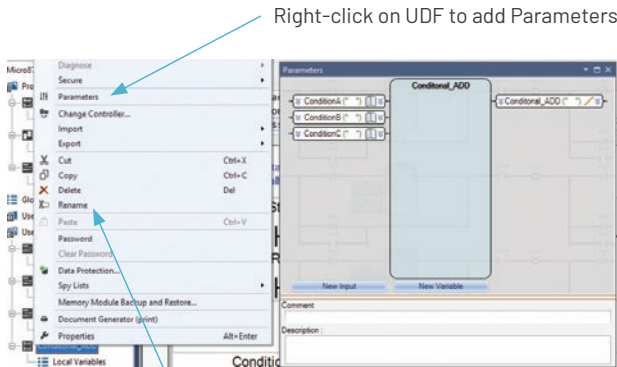 Right-click on UDF to add Parameters
Diagnose
Secure
Parameters
Change Controller...
Import
Export
Cut Ctrl+X
Copy Ctrl+C
Delete Del
Rename
Paste Ctrl+V
Password
Clear Password
Data Protection...
Spy Lists
Memory Module Backup and Restore...
Document Generator (print)
Properties Alt+Enter
Local Variables
Parameters
Conditonal_ADD
ConditionA (* *)
ConditionB (* *)
ConditionC (* *)
Conditonal_ADD (* *)
New Input New Variable
Comment
Description :